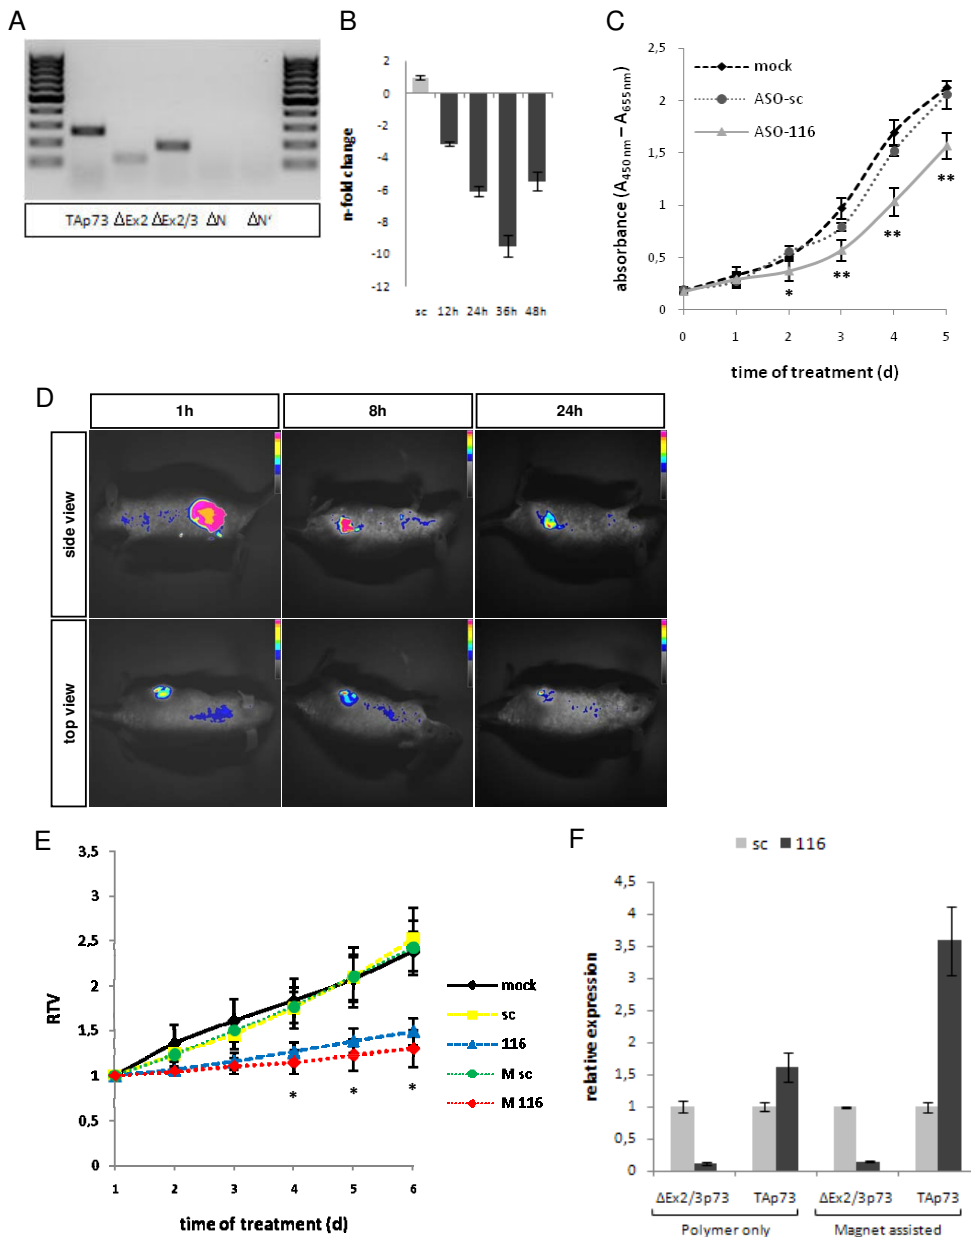 A
TAp73 ΔEx2 ΔEx2/3 ΔN ΔN'
B
n-fold change
2
0
-2
-4
-6
-8
-10
-12
sc 12h 24h 36h 48h
C
absorbance (A450 nm – A655 nm)
2,5
2
1,5
1
0,5
0
mock
ASO-sc
ASO-116
*
**
**
**
0 1 2 3 4 5
time of treatment (d)
D
1h 8h 24h
side view
top view
E
RTV
3,5
3
2,5
2
1,5
1
0,5
0
* * *
1 2 3 4 5 6
time of treatment (d)
mock
sc
116
M sc
M 116
F
sc 116
relative expression
4,5
4
3,5
3
2,5
2
1,5
1
0,5
0
ΔEx2/3p73 TAp73 ΔEx2/3p73 TAp73
Polymer only Magnet assisted